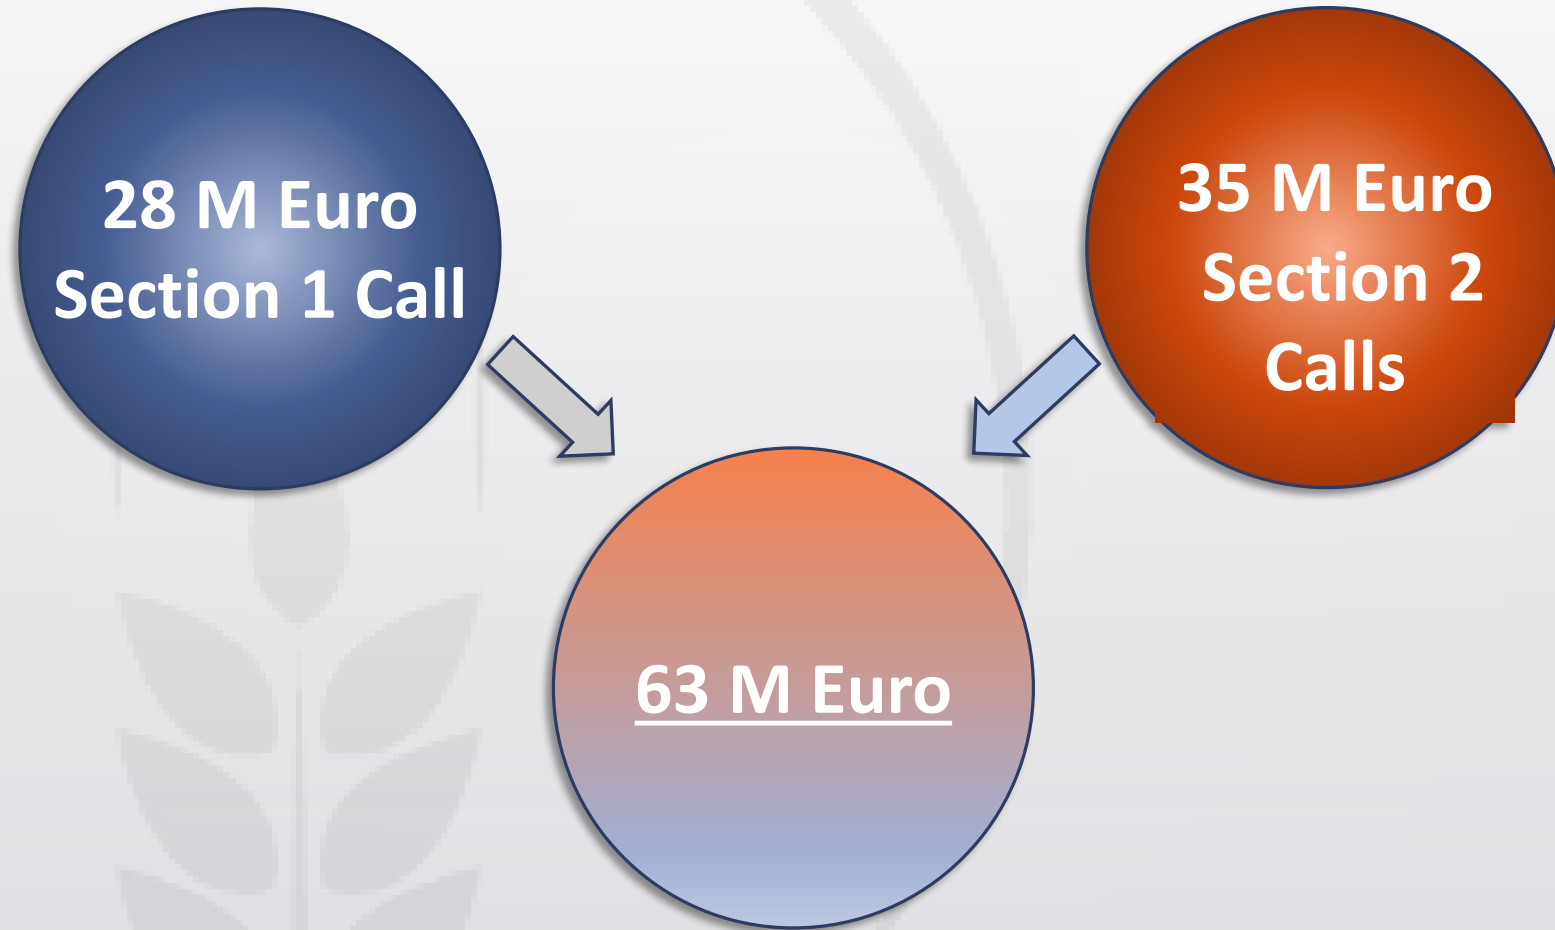 28 M Euro
Section 1 Call
35 M Euro
Section 2
Calls
63 M Euro